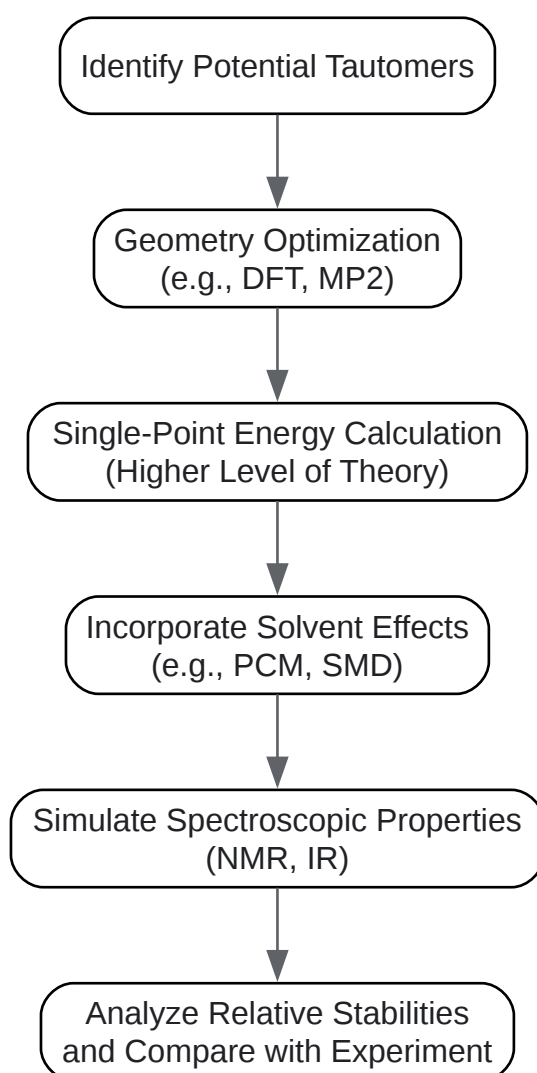 Identify Potential Tautomers
Geometry Optimization
(e.g., DFT, MP2)
Single-Point Energy Calculation
(Higher Level of Theory)
Incorporate Solvent Effects
(e.g., PCM, SMD)
Simulate Spectroscopic Properties
(NMR, IR)
Analyze Relative Stabilities
and Compare with Experiment